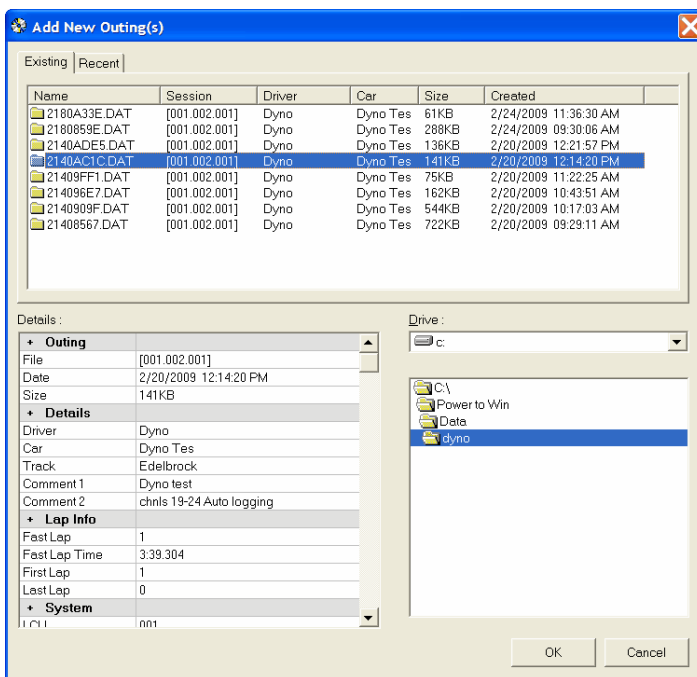 Add New Outing(s)
Existing Recent
Name Session Driver Car Size Created
2180A33E.DAT [001.002.001] Dyno Dyno Tes 61KB 2/24/2009 11:36:30 AM
2180859E.DAT [001.002.001] Dyno Dyno Tes 288KB 2/24/2009 09:30:06 AM
2140ADE5.DAT [001.002.001] Dyno Dyno Tes 136KB 2/20/2009 12:21:57 PM
2140AC1C.DAT [001.002.001] Dyno Dyno Tes 141KB 2/20/2009 12:14:20 PM
21409FF1.DAT [001.002.001] Dyno Dyno Tes 75KB 2/20/2009 11:22:25 AM
214096E7.DAT [001.002.001] Dyno Dyno Tes 162KB 2/20/2009 10:43:51 AM
2140909F.DAT [001.002.001] Dyno Dyno Tes 544KB 2/20/2009 10:17:03 AM
21408567.DAT [001.002.001] Dyno Dyno Tes 722KB 2/20/2009 09:29:11 AM
Details :
+ Outing
File [001.002.001]
Date 2/20/2009 12:14:20 PM
Size 141KB
+ Details
Driver Dyno
Car Dyno Tes
Track Edelbrock
Comment 1 Dyno test
Comment 2 chnls 19-24 Auto logging
+ Lap Info
Fast Lap 1
Fast Lap Time 3:39.304
First Lap 1
Last Lap 0
+ System
LCU 001
Drive :
c:
C:\
Power to Win
Data
dyno
OK Cancel